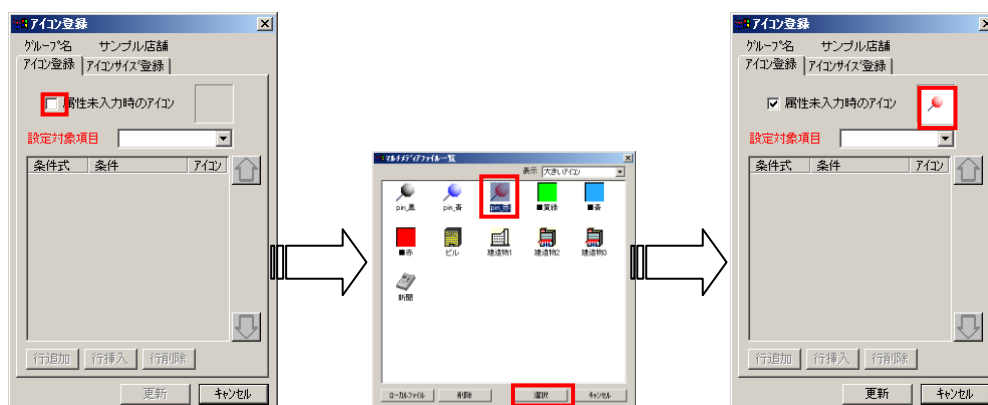 アイコン登録
グループ名 サンプル店舗
アイコン登録 アイコンサイズ登録
属性未入力時のアイコン
設定対象項目
条件式 条件 アイコン
行追加 行挿入 行削除
更新 キャンセル
マルチメディアファイル一覧
表示 大きいアイコン
pin_黒 pin_青 pin_赤 ■黄緑 ■青
■赤 ビル 建造物1 建造物2 建造物3
新聞
ローカルファイル 削除 選択 キャンセル
アイコン登録
グループ名 サンプル店舗
アイコン登録 アイコンサイズ登録
属性未入力時のアイコン
設定対象項目
条件式 条件 アイコン
行追加 行挿入 行削除
更新 キャンセル